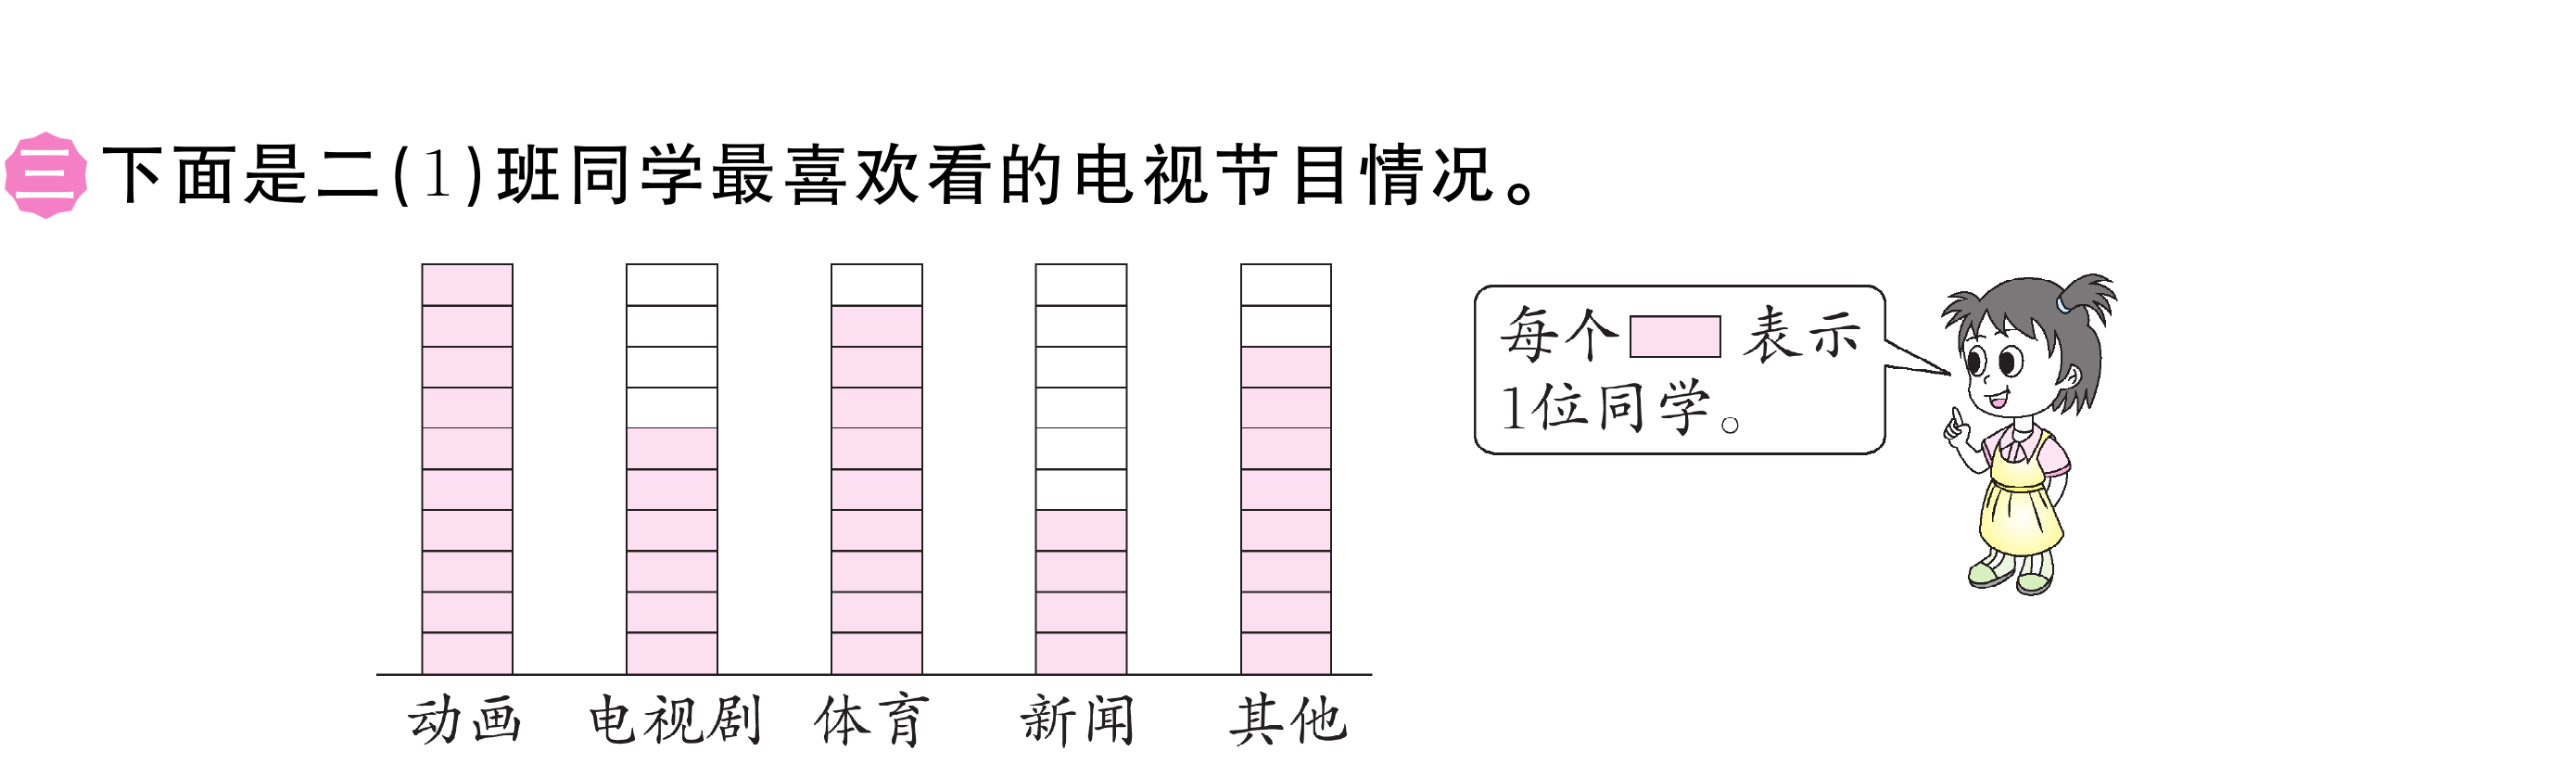 三 下面是二(1)班同学最喜欢看的电视节目情况。
每个 表示
1位同学。
动画 电视剧 体育 新闻 其他